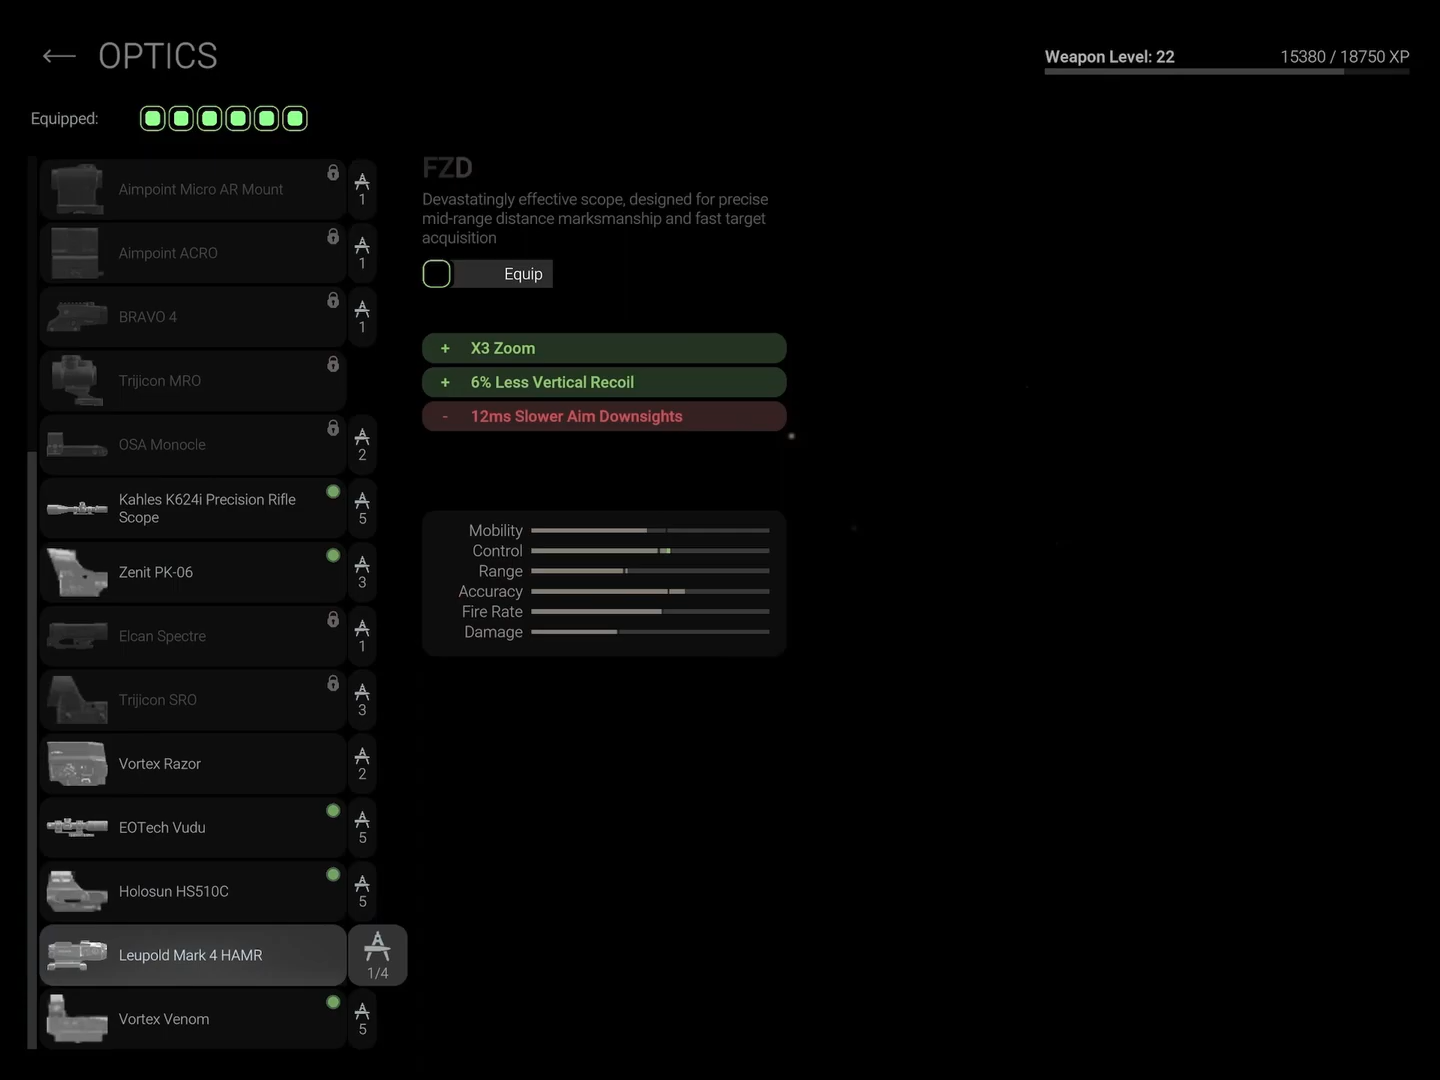 OPTICS
Weapon Level: 22
15380 / 18750 XP
Equipped:
Aimpoint Micro AR Mount
1
Aimpoint ACRO
1
BRAVO 4
1
Trijicon MRO
OSA Monocle
2
Kahles K624i Precision Rifle
Scope
5
Zenit PK-06
3
Elcan Spectre
1
Trijicon SRO
3
Vortex Razor
2
EOTech Vudu
5
Holosun HS510C
5
Leupold Mark 4 HAMR
1/4
Vortex Venom
5
FZD
Devastatingly effective scope, designed for precise
mid-range distance marksmanship and fast target
acquisition
Equip
+ X3 Zoom
+ 6% Less Vertical Recoil
- 12ms Slower Aim Downsights
Mobility
Control
Range
Accuracy
Fire Rate
Damage